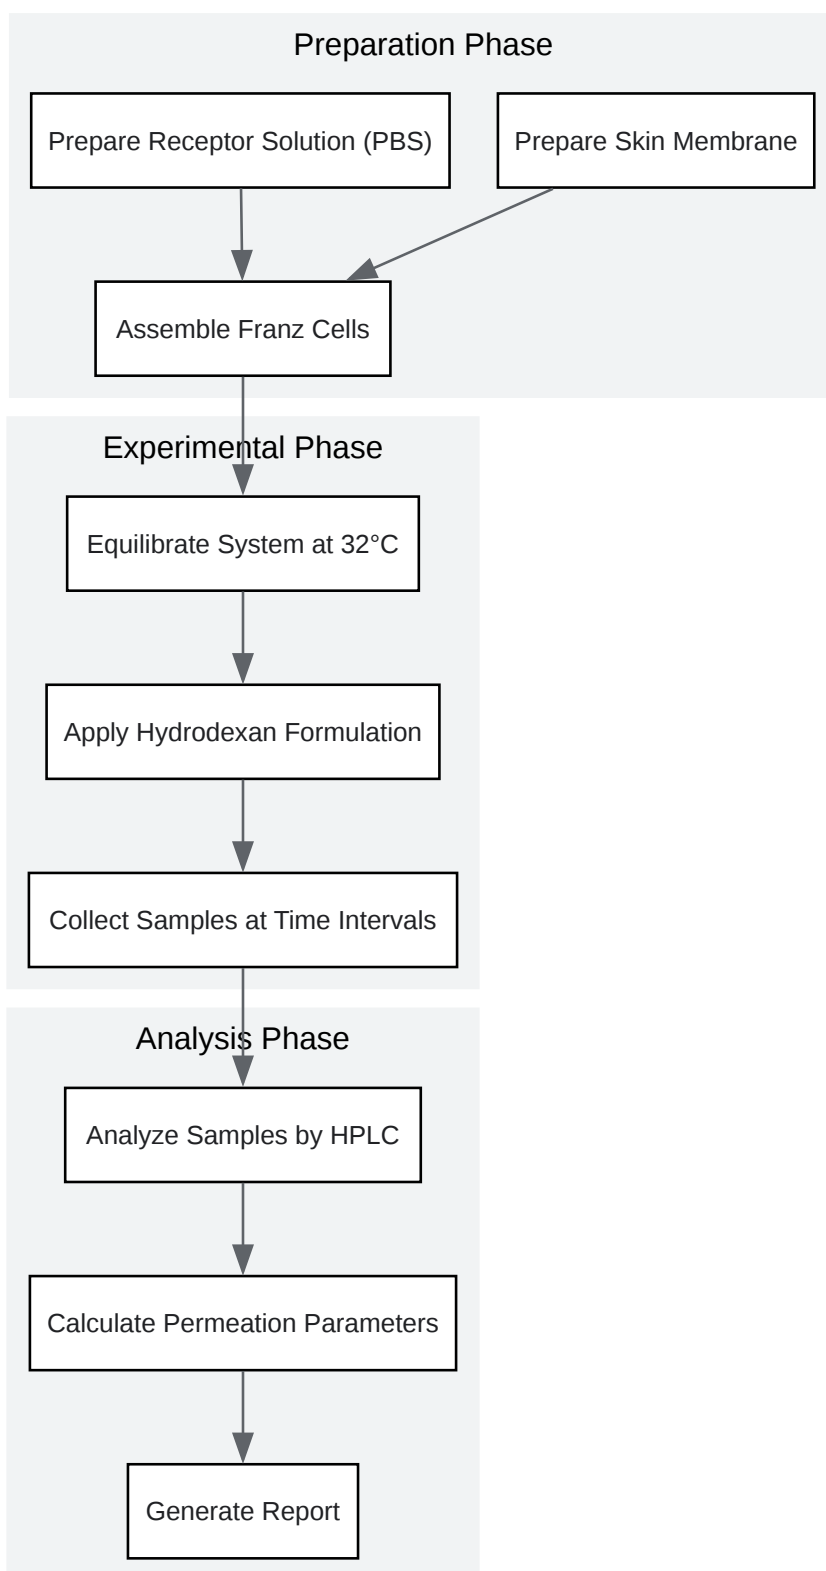 Preparation Phase
Prepare Receptor Solution (PBS)
Prepare Skin Membrane
Assemble Franz Cells
Experimental Phase
Equilibrate System at 32°C
Apply Hydrodexan Formulation
Collect Samples at Time Intervals
Analysis Phase
Analyze Samples by HPLC
Calculate Permeation Parameters
Generate Report